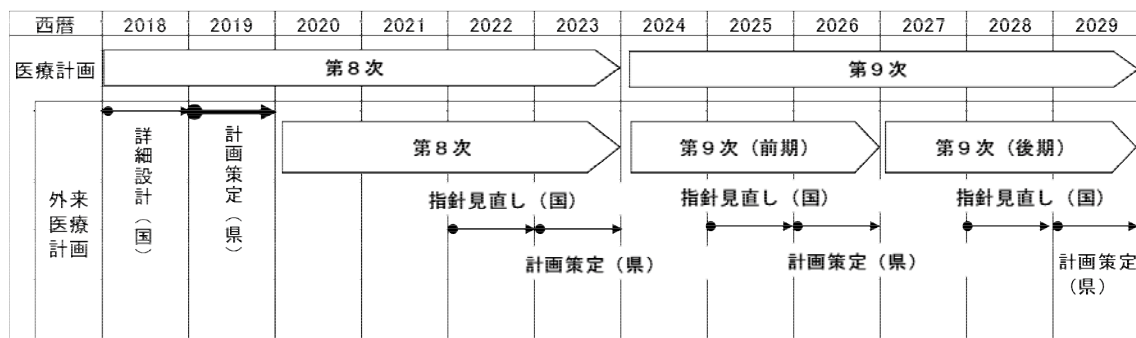 西暦 2018 2019 2020 2021 2022 2023 2024 2025 2026 2027 2028 2029
医療計画 第8次 第9次
外来
医療
計画
詳細設計（国）
計画策定（県）
第8次 第9次（前期） 第9次（後期）
指針見直し（国） 指針見直し（国） 指針見直し（国）
計画策定（県） 計画策定（県） 計画策定
（県）